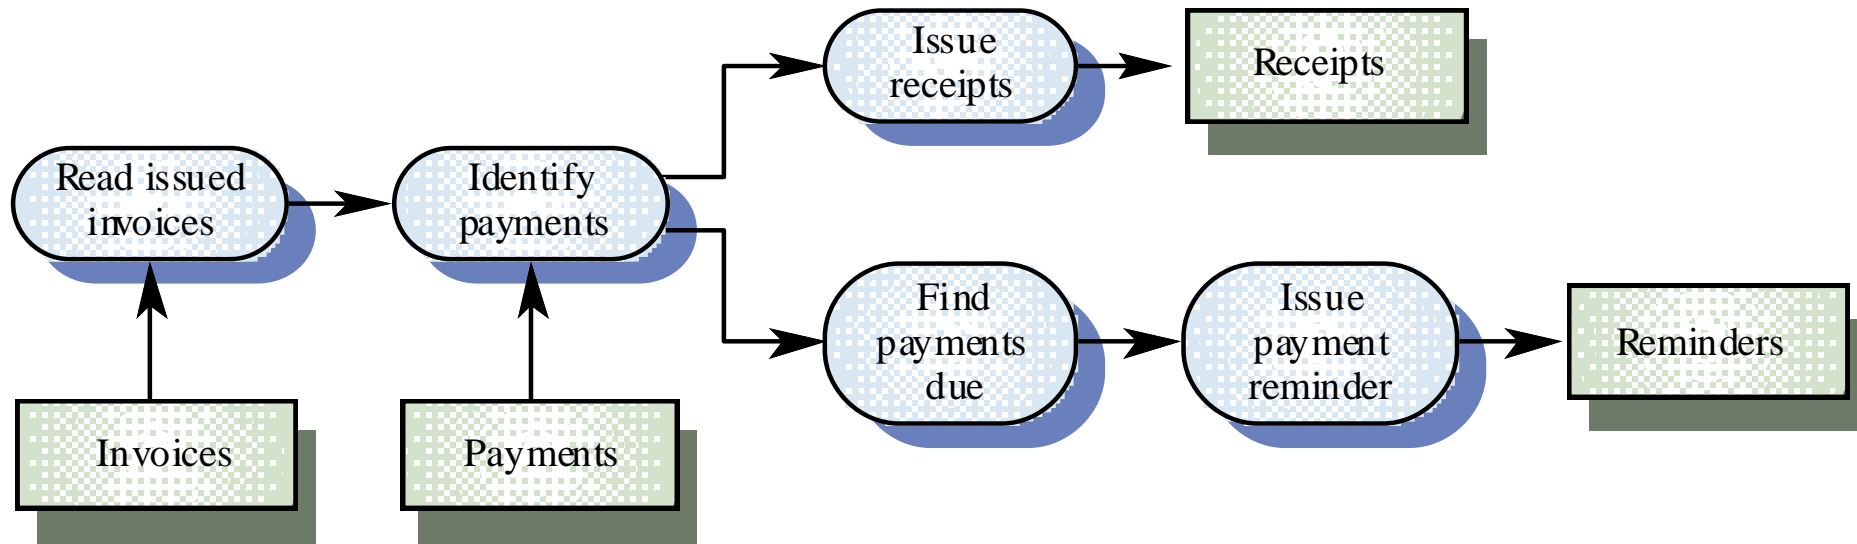 Issue
receipts
Receipts
Read issued
invoices
Identify
payments
Find
payments
due
Issue
payment
reminder
Reminders
Invoices
Payments